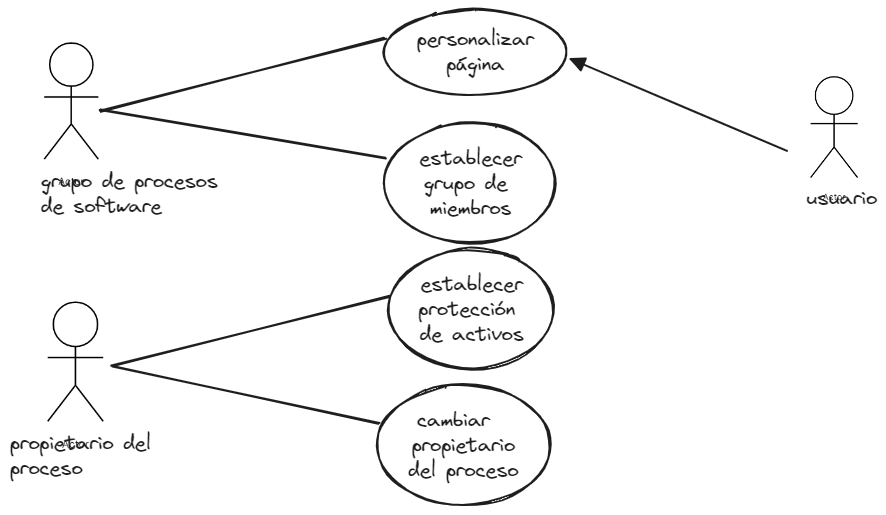 personalizar
página
establecer
grupo de
miembros
grupo de procesos
de software
usuario
establecer
protección
de activos
cambiar
propietario
del proceso
propietario del
proceso